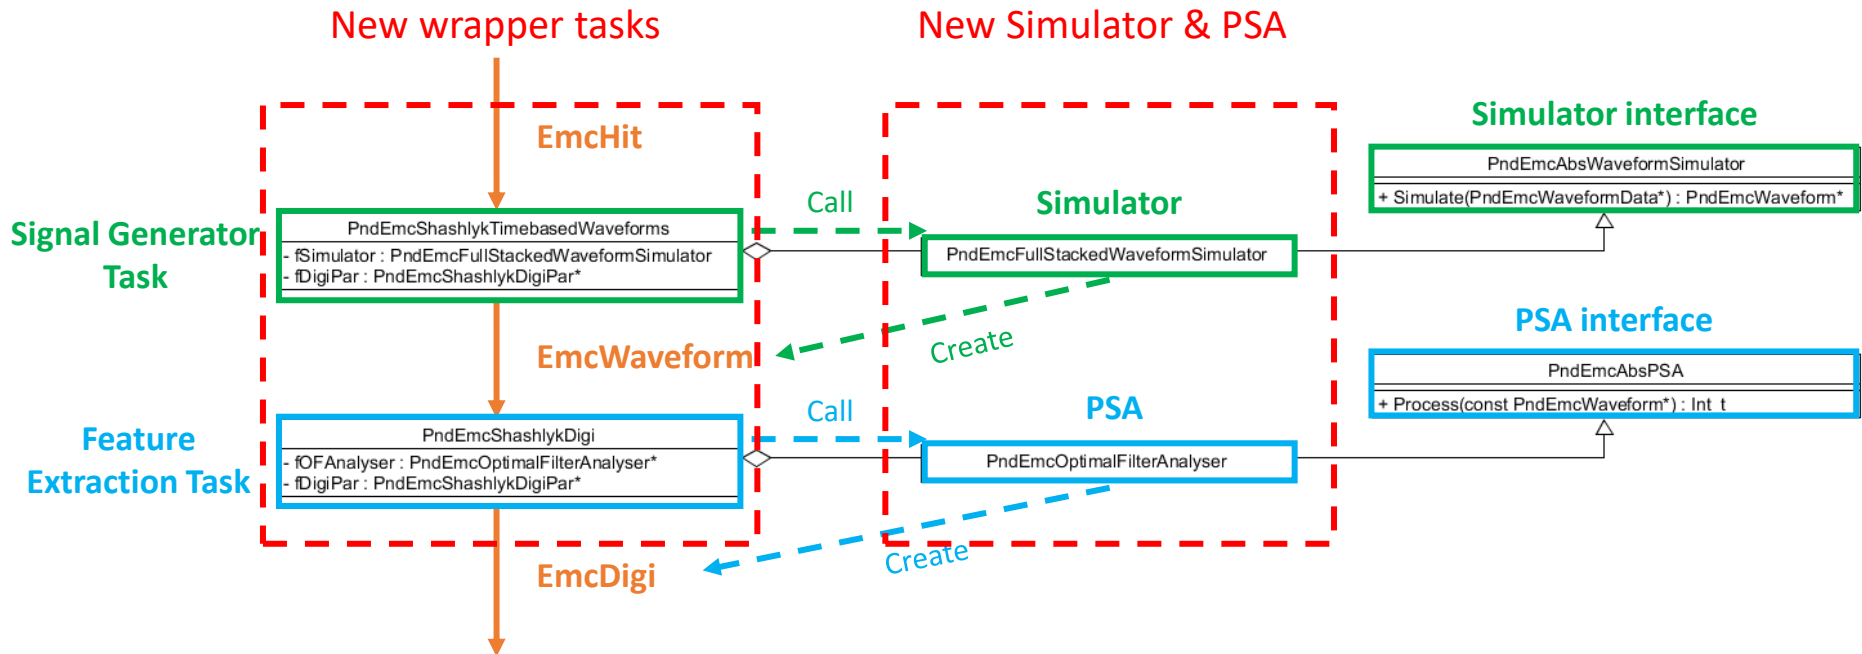 New wrapper tasks
New Simulator & PSA
EmcHit
Simulator interface
PndEmcAbsWaveformSimulator
+ Simulate(PndEmcWaveformData*) : PndEmcWaveform*
Signal Generator
Task
PndEmcShashlykTimebasedWaveforms
- fSimulator : PndEmcFullStackedWaveformSimulator
- fDigiPar : PndEmcShashlykDigiPar*
Call
Simulator
PndEmcFullStackedWaveformSimulator
EmcWaveform
Create
PSA interface
PndEmcAbsPSA
+ Process(const PndEmcWaveform*) : Int_t
Feature
Extraction Task
PndEmcShashlykDigi
- fOFAnalyser : PndEmcOptimalFilterAnalyser*
- fDigiPar : PndEmcShashlykDigiPar*
Call
PSA
PndEmcOptimalFilterAnalyser
Create
EmcDigi